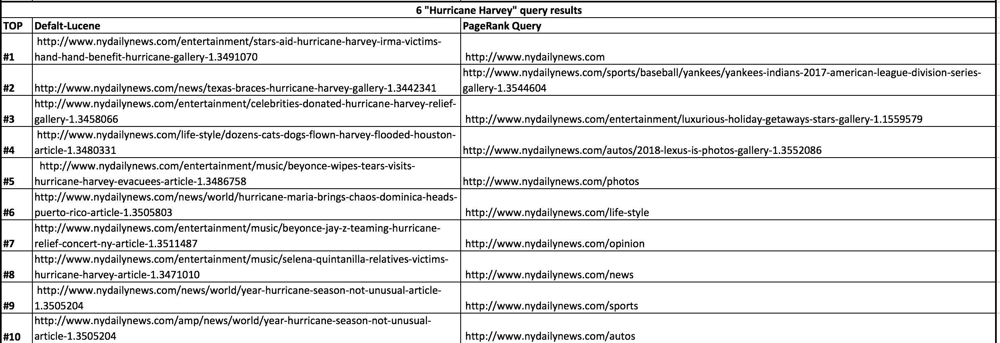 6 "Hurricane Harvey" query results
TOP Defalt-Lucene PageRank Query
http://www.nydailynews.com/entertainment/stars-aid-hurricane-harvey-irma-victims-
#1 hand-hand-benefit-hurricane-gallery-1.3491070 http://www.nydailynews.com
http://www.nydailynews.com/sports/baseball/yankees/yankees-indians-2017-american-league-division-series-
#2 http://www.nydailynews.com/news/texas-braces-hurricane-harvey-gallery-1.3442341 gallery-1.3544604
http://www.nydailynews.com/entertainment/celebrities-donated-hurricane-harvey-relief-
#3 gallery-1.3458066 http://www.nydailynews.com/entertainment/luxurious-holiday-getaways-stars-gallery-1.1559579
http://www.nydailynews.com/life-style/dozens-cats-dogs-flown-harvey-flooded-houston-
#4 article-1.3480331 http://www.nydailynews.com/autos/2018-lexus-is-photos-gallery-1.3552086
http://www.nydailynews.com/entertainment/music/beyonce-wipes-tears-visits-
#5 hurricane-harvey-evacuees-article-1.3486758 http://www.nydailynews.com/photos
http://www.nydailynews.com/news/world/hurricane-maria-brings-chaos-dominica-heads-
#6 puerto-rico-article-1.3505803 http://www.nydailynews.com/life-style
http://www.nydailynews.com/entertainment/music/beyonce-jay-z-teaming-hurricane-
#7 relief-concert-ny-article-1.3511487 http://www.nydailynews.com/opinion
http://www.nydailynews.com/entertainment/music/selena-quintanilla-relatives-victims-
#8 hurricane-harvey-article-1.3471010 http://www.nydailynews.com/news
http://www.nydailynews.com/news/world/year-hurricane-season-not-unusual-article-
#9 1.3505204 http://www.nydailynews.com/sports
http://www.nydailynews.com/amp/news/world/year-hurricane-season-not-unusual-
#10 article-1.3505204 http://www.nydailynews.com/autos